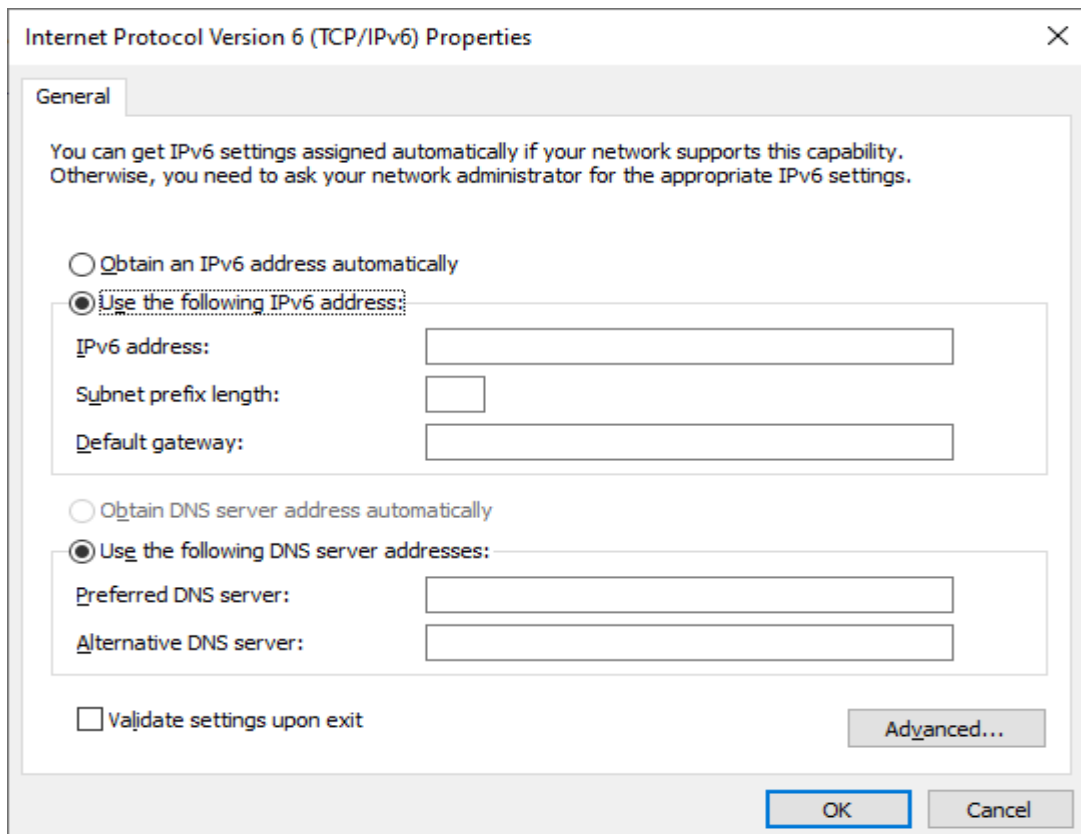 Internet Protocol Version 6 (TCP/IPv6) Properties
General
You can get IPv6 settings assigned automatically if your network supports this capability.
Otherwise, you need to ask your network administrator for the appropriate IPv6 settings.
Obtain an IPv6 address automatically
Use the following IPv6 address:
IPv6 address:
Subnet prefix length:
Default gateway:
Obtain DNS server address automatically
Use the following DNS server addresses:
Preferred DNS server:
Alternative DNS server:
Validate settings upon exit
Advanced...
OK Cancel